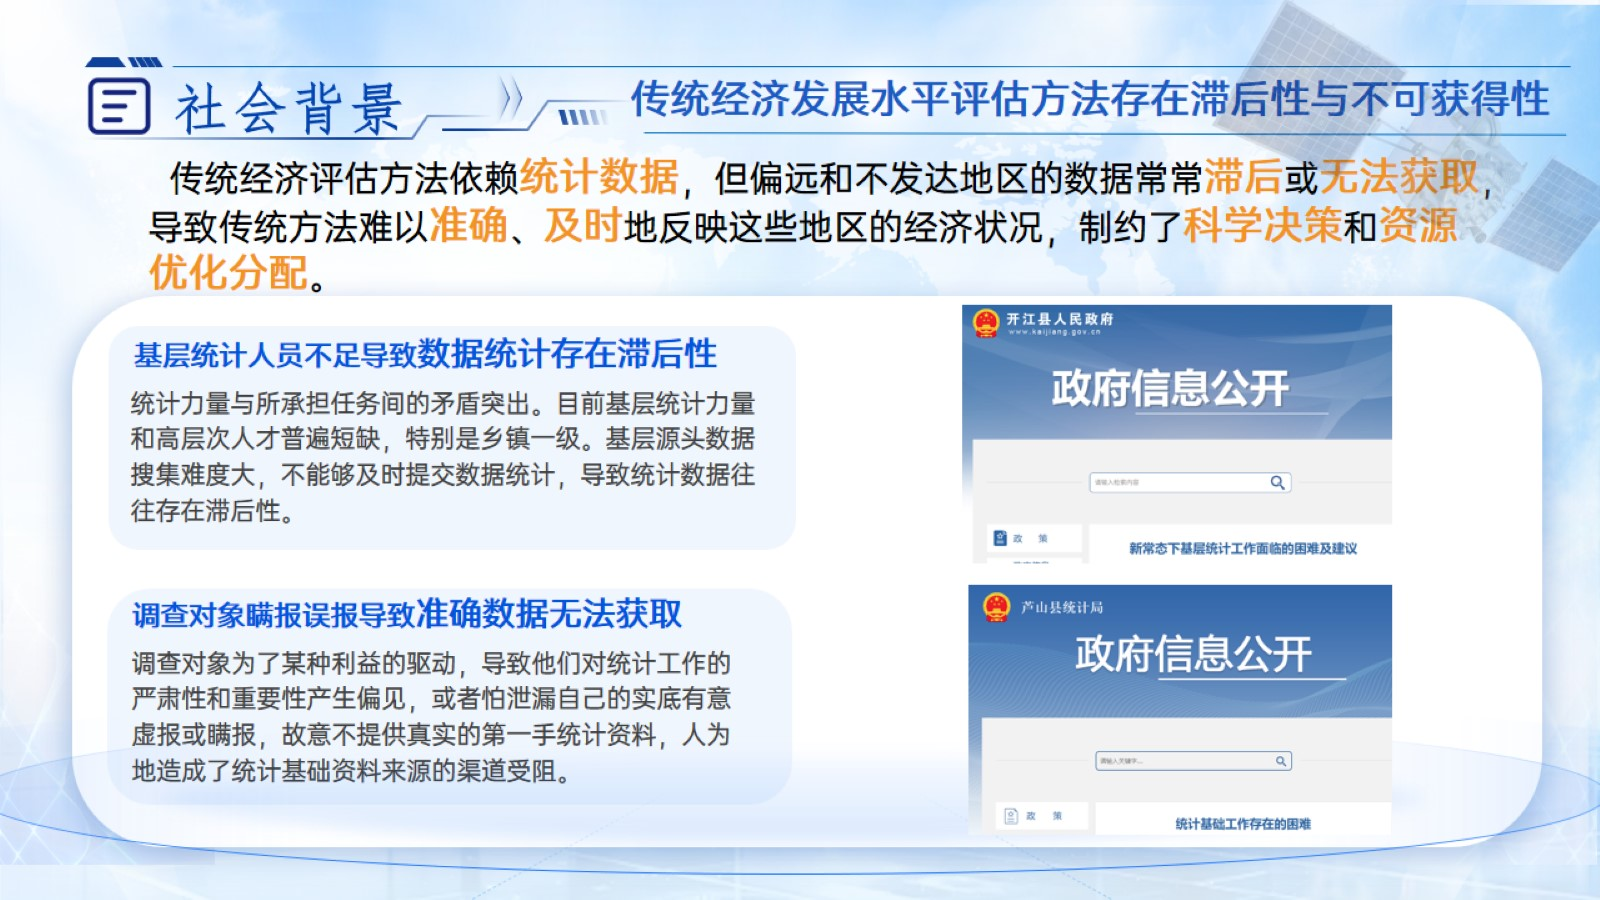 社会背景
传统经济发展水平评估方法存在滞后性与不可获得性
传统经济评估方法依赖统计数据，但偏远和不发达地区的数据常常滞后或无法获取，
导致传统方法难以准确、及时地反映这些地区的经济状况，制约了科学决策和资源
优化分配。
基层统计人员不足导致数据统计存在滞后性
统计力量与所承担任务间的矛盾突出。目前基层统计力量
和高层次人才普遍短缺，特别是乡镇一级。基层源头数据
搜集难度大，不能够及时提交数据统计，导致统计数据往
往存在滞后性。
开江县人民政府
www.kaijiang.gov.cn
政府信息公开
请输入检索内容
政 策
新常态下基层统计工作面临的困难及建议
调查对象瞒报误报导致准确数据无法获取
调查对象为了某种利益的驱动，导致他们对统计工作的
严肃性和重要性产生偏见，或者怕泄漏自己的实底有意
虚报或瞒报，故意不提供真实的第一手统计资料，人为
地造成了统计基础资料来源的渠道受阻。
芦山县统计局
政府信息公开
请输入关键字...
政 策
统计基础工作存在的困难